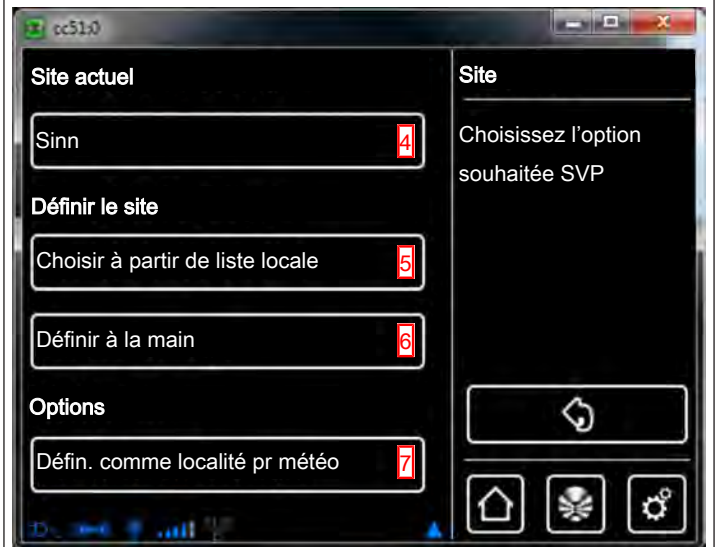 cc51:0
Site actuel
Sinn 4
Définir le site
Choisir à partir de liste locale 5
Définir à la main 6
Options
Défin. comme localité pr météo 7
Site
Choisissez l’option
souhaitée SVP